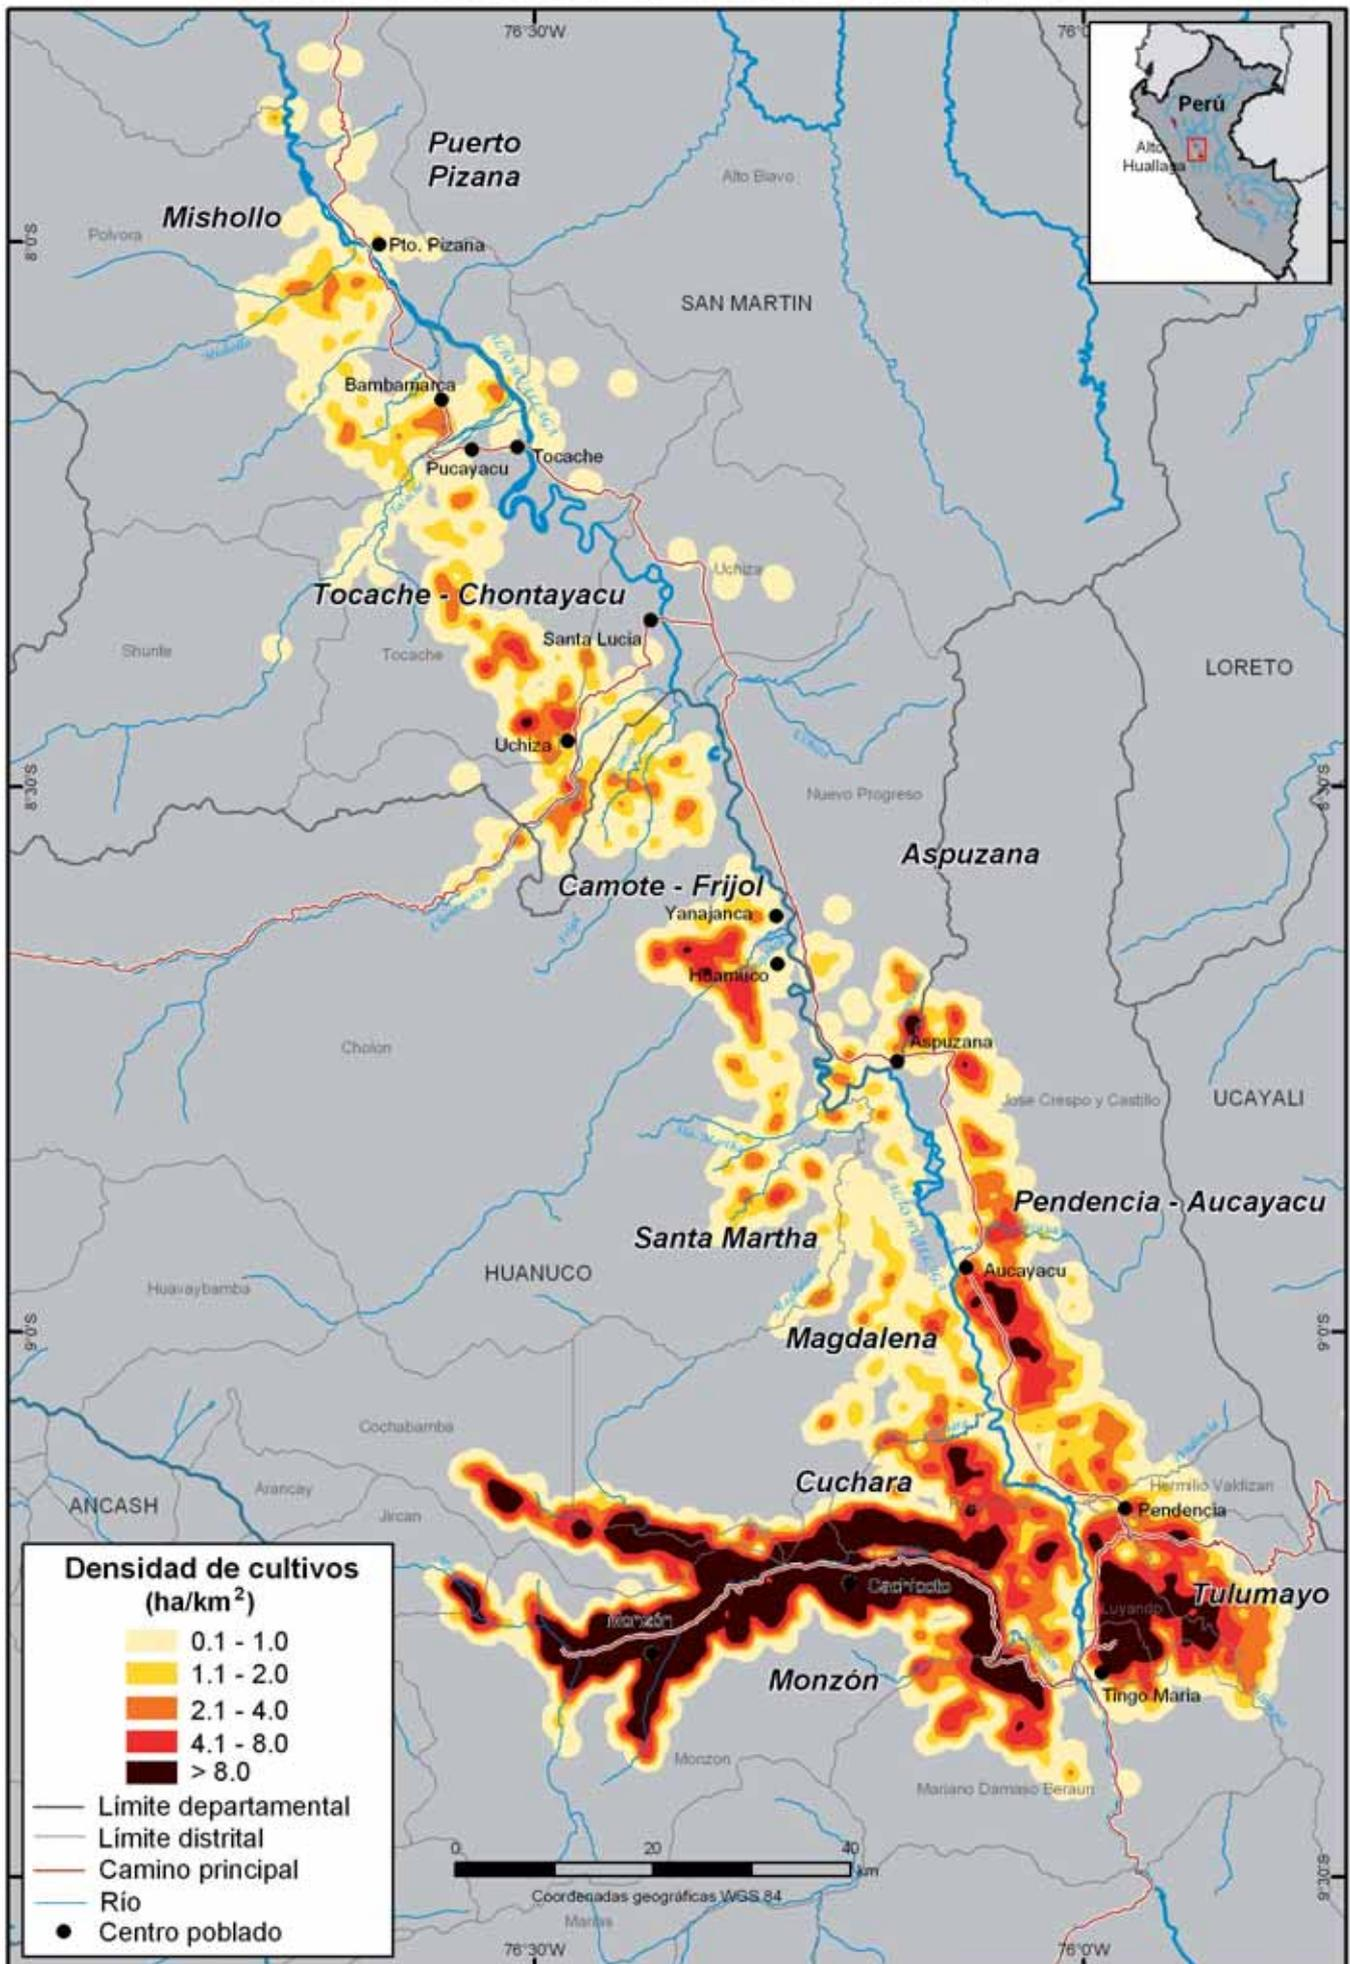 76°30'W
Perú
Alto
Huallaga
Puerto
Pizana
Alto Biavo
Mishollo
Polvora
Pto. Pizana
8°0'S
SAN MARTIN
Mishollo
ALTO HUALLAGA
Bambamarca
Tocache
Pucayacu
Uchiza
Tocache - Chontayacu
Santa Lucia
Shunte
Tocache
LORETO
Uchiza
8°30'S
Nuevo Progreso
Aspuzana
Camote - Frijol
Yanajanca
Huamuco
Aspuzana
Cholon
Jose Crespo y Castillo
UCAYALI
Pendencia - Aucayacu
Santa Martha
ALTO HUALLAGA
HUANUCO
Aucayacu
Huavaybamba
Magdalena
9°0'S
9°0'S
Cochabamba
Cuchara
Arancay
Hermilio Valdizan
ANCASH
Jircan
Pendencia
Cachicoto
Tulumayo
Luyando
Monzón
Monzón
Tingo Maria
Monzon
Mariano Damaso Beraun
Densidad de cultivos
(ha/km²)
0.1 - 1.0
1.1 - 2.0
2.1 - 4.0
4.1 - 8.0
> 8.0
Límite departamental
Límite distrital
Camino principal
Río
Centro poblado
0 20 40
km
Coordenadas geográficas WGS 84
Marias
9°30'S
76°30'W
76°0'W